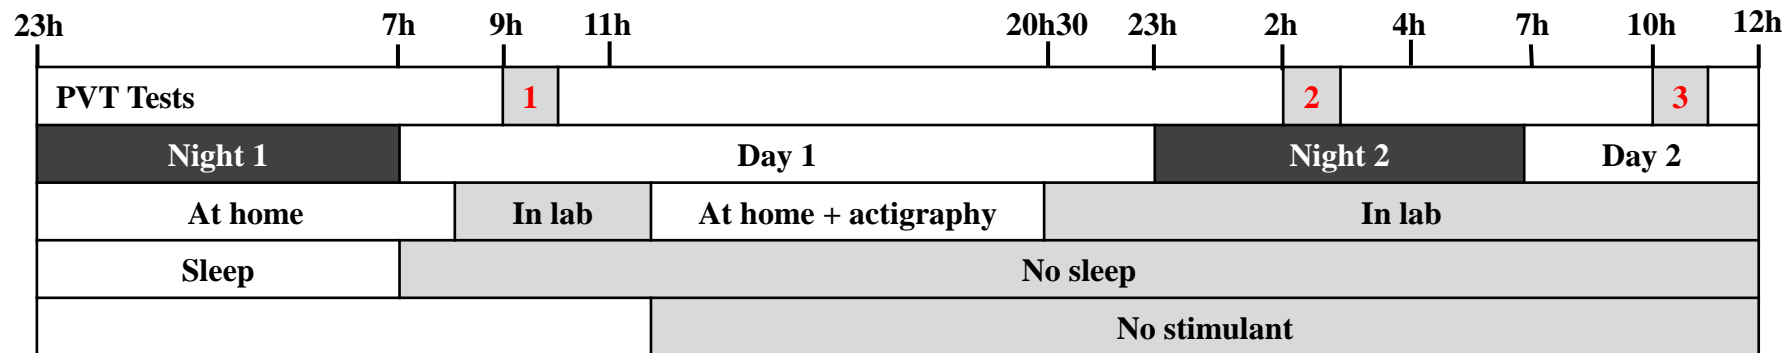 23h 7h 9h 11h 20h30 23h 2h 4h 7h 10h 12h
PVT Tests 1 2 3
Night 1 Day 1 Night 2 Day 2
At home In lab At home + actigraphy In lab
Sleep No sleep
No stimulant